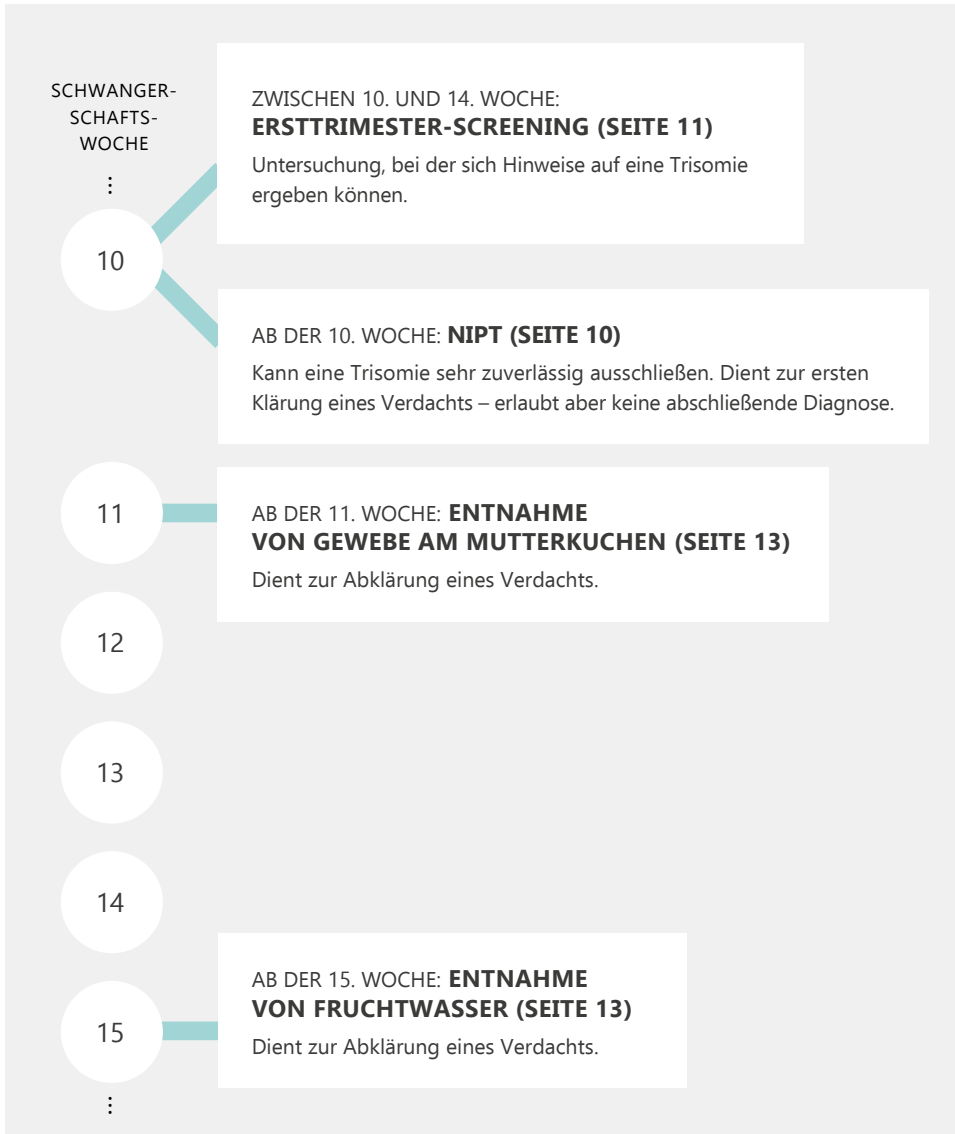 SCHWANGER-
SCHAFTS-
WOCHE
⋮
10
ZWISCHEN 10. UND 14. WOCHE:
ERSTTRIMESTER-SCREENING (SEITE 11)
Untersuchung, bei der sich Hinweise auf eine Trisomie
ergeben können.
AB DER 10. WOCHE: NIPT (SEITE 10)
Kann eine Trisomie sehr zuverlässig ausschließen. Dient zur ersten
Klärung eines Verdachts – erlaubt aber keine abschließende Diagnose.
11
AB DER 11. WOCHE: ENTNAHME
VON GEWEBE AM MUTTERKUCHEN (SEITE 13)
Dient zur Abklärung eines Verdachts.
12
13
14
15
AB DER 15. WOCHE: ENTNAHME
VON FRUCHTWASSER (SEITE 13)
Dient zur Abklärung eines Verdachts.
⋮